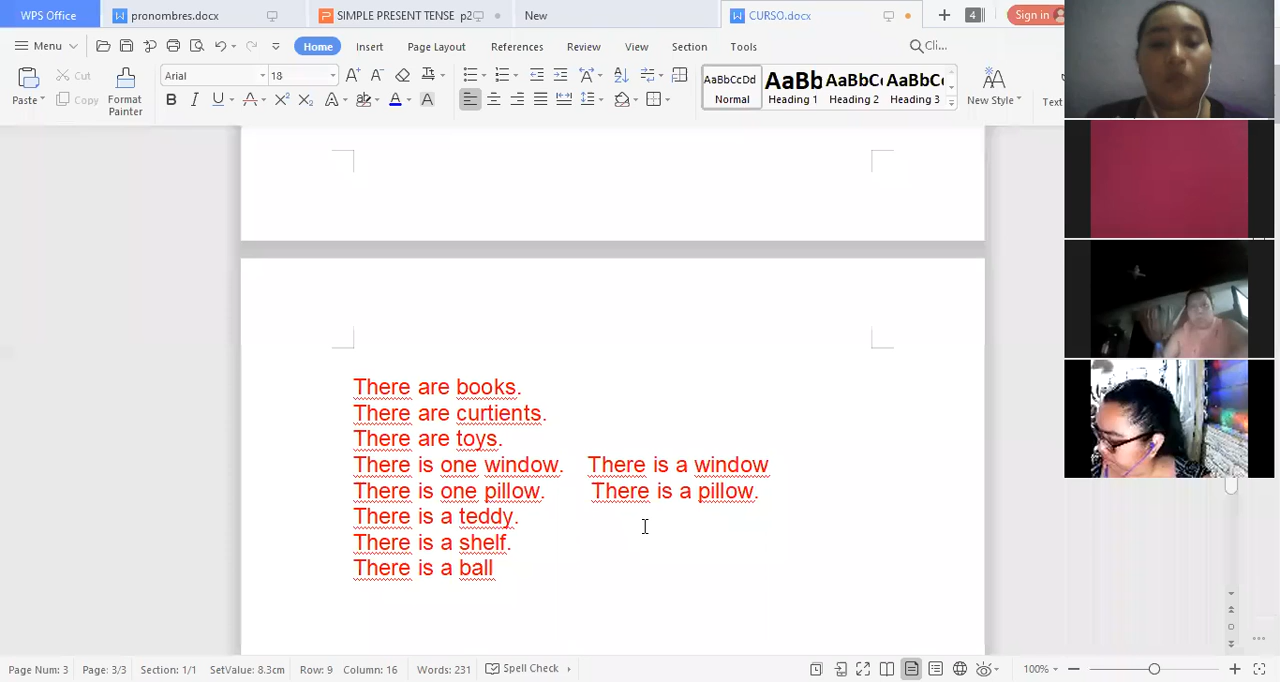 WPS Office pronombres.docx SIMPLE PRESENT TENSE p2 New CURSO.docx 4 Sign in
Menu Home Insert Page Layout References Review View Section Tools Cli...
Paste Cut Copy Format Painter Arial 18 AaBbCcDd Normal AaBb Heading 1 AaBbC Heading 2 AaBbC Heading 3 New Style Text
There are books.
There are curtients.
There are toys.
There is one window. There is a window
There is one pillow. There is a pillow.
There is a teddy.
There is a shelf.
There is a ball
Page Num: 3 Page: 3/3 Section: 1/1 SetValue: 8.3cm Row: 9 Column: 16 Words: 231 Spell Check 100%